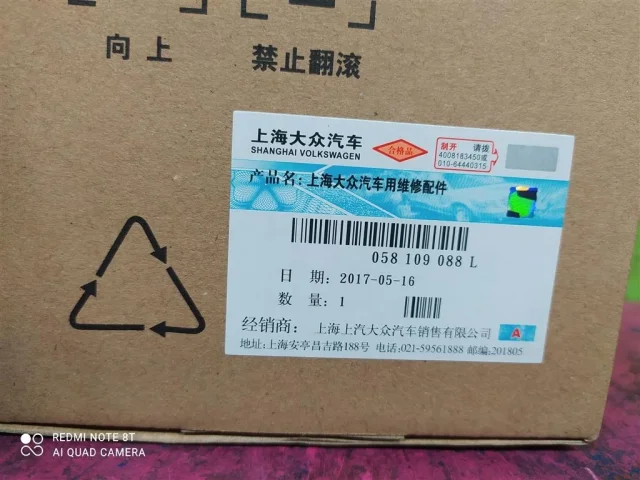 向上
禁止翻滚
上海大众汽车
SHANGHAI VOLKSWAGEN
合格品
刮开 请拨
4008183450或
010-64440315
产品名:上海大众汽车用维修配件
058 109 088 L
日 期:2017-05-16
数 量:1
经销商: 上海上汽大众汽车销售有限公司
A
地址:上海安亭昌吉路188号 电话:021-59561888 邮编:201805
REDMI NOTE 8T
AI QUAD CAMERA